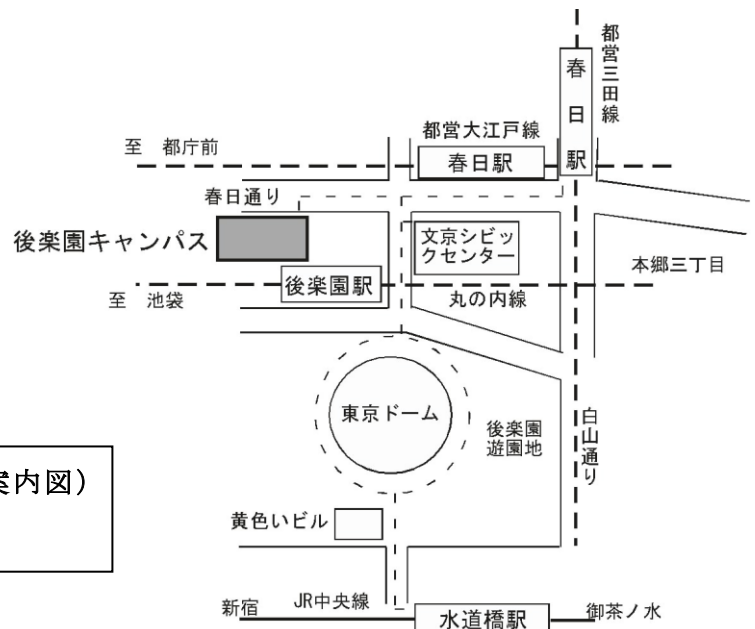 都営三田線
春日駅
都営大江戸線
至 都庁前
春日駅
春日通り
後楽園キャンパス
文京シビッ
クセンター
本郷三丁目
後楽園駅
至 池袋
丸の内線
東京ドーム
後楽園
遊園地
白山通り
案内図)
黄色いビル
新宿
JR中央線
水道橋駅
御茶ノ水